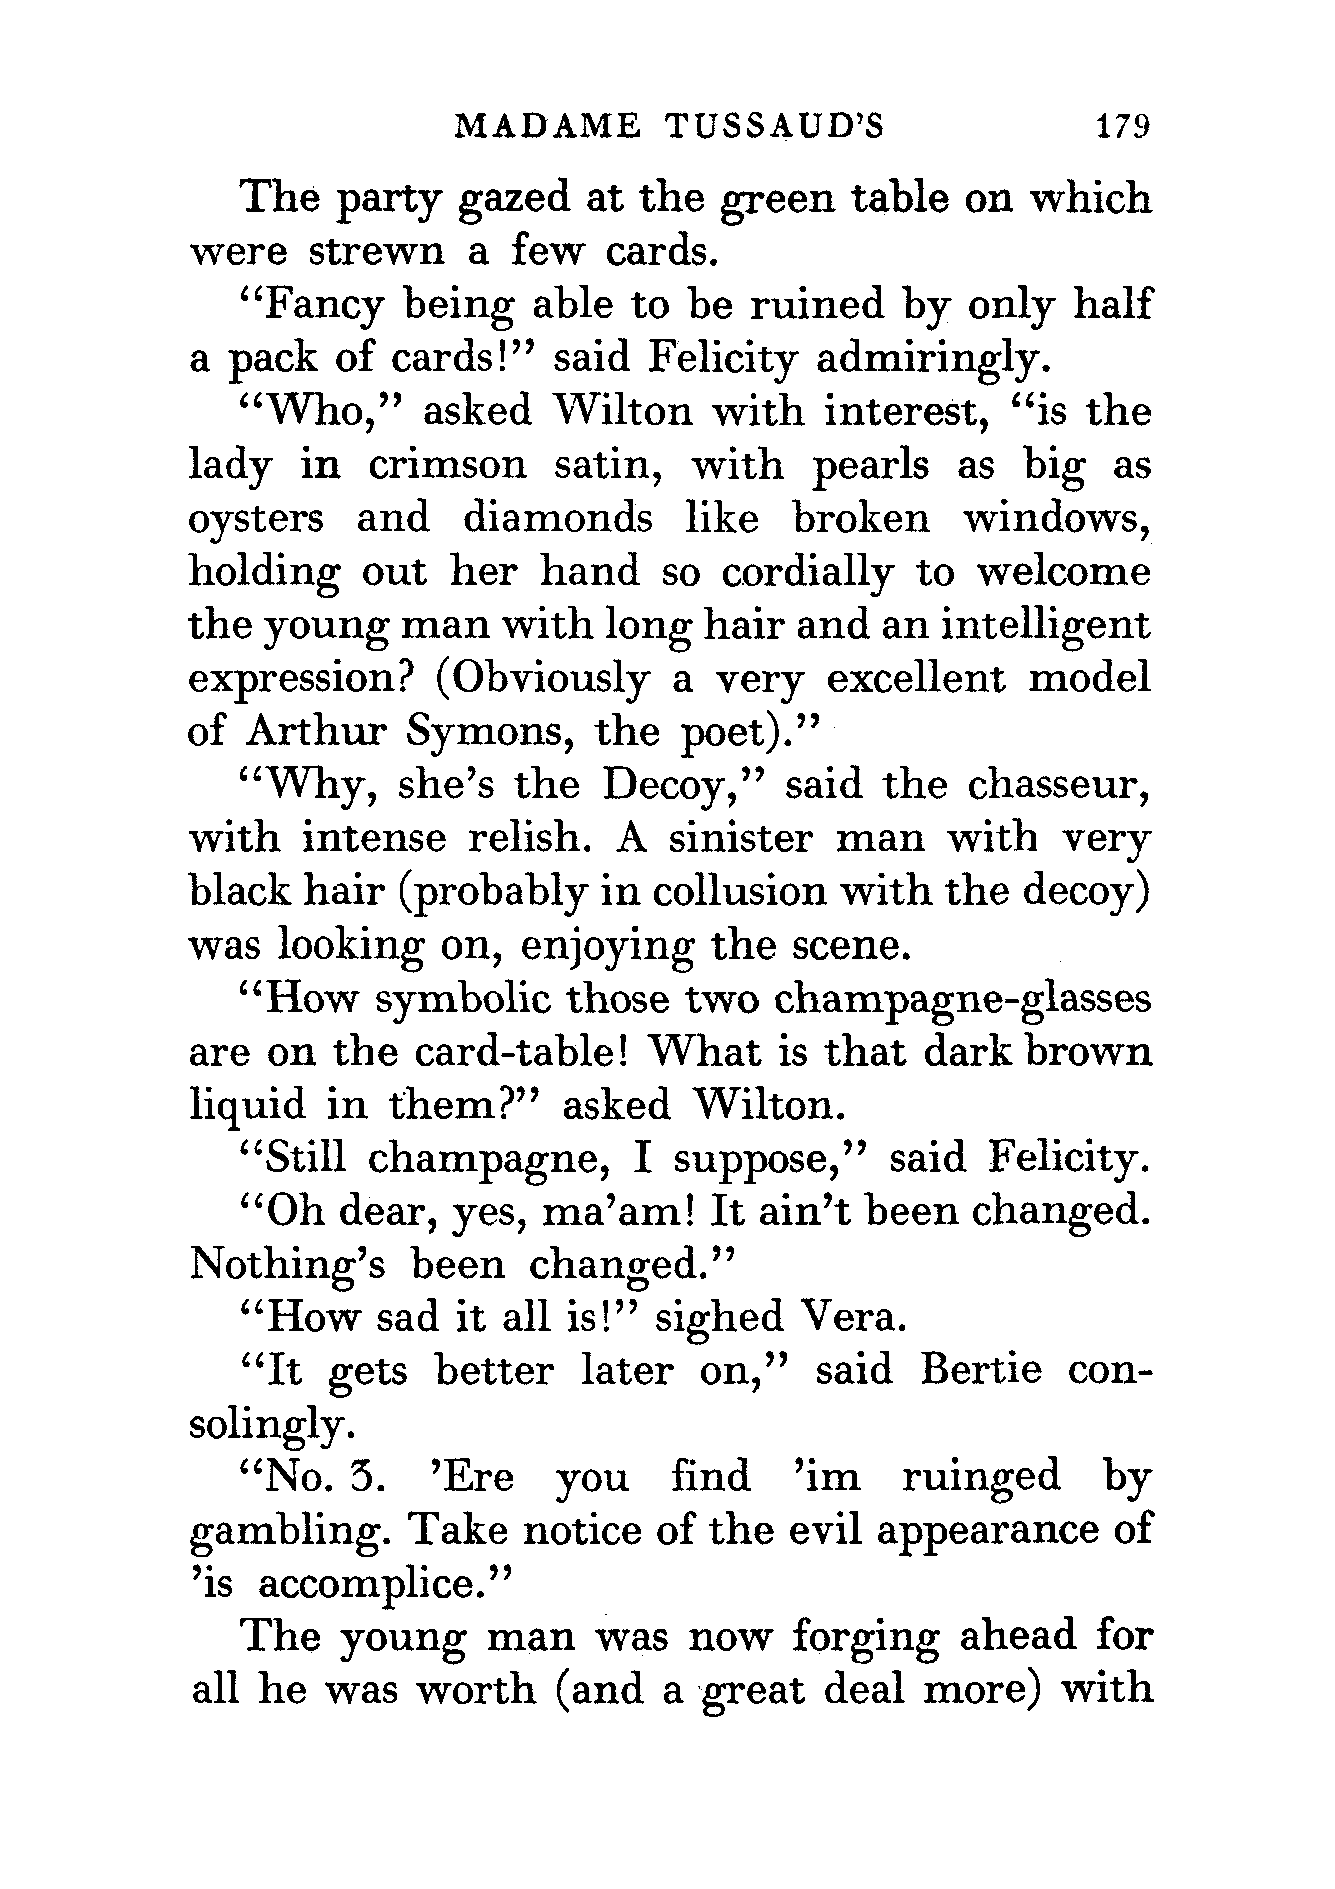 MADAME TUSSAUD'S 179
The party gazed at the green table on which
were strewn a few cards.
“Fancy being able to be ruined by only half
a pack of cards!” said Felicity admiringly.
“Who,” asked Wilton with interest, “is the
lady in crimson satin, with pearls as big as
oysters and diamonds like broken windows,
holding out her hand so cordially to welcome
the young man with long hair and an intelligent
expression? (Obviously a very excellent model
of Arthur Symons, the poet).”
“Why, she’s the Decoy,” said the chasseur,
with intense relish. A sinister man with very
black hair (probably in collusion with the decoy)
was looking on, enjoying the scene.
“How symbolic those two champagne-glasses
are on the card-table! What is that dark brown
liquid in them?” asked Wilton.
“Still champagne, I suppose,” said Felicity.
“Oh dear, yes, ma’am! It ain’t been changed.
Nothing’s been changed.”
“How sad it all is!” sighed Vera.
“It gets better later on,” said Bertie con-
solingly.
“No. 3. ’Ere you find ’im ruinged by
gambling. Take notice of the evil appearance of
’is accomplice.”
The young man was now forging ahead for
all he was worth (and a great deal more) with